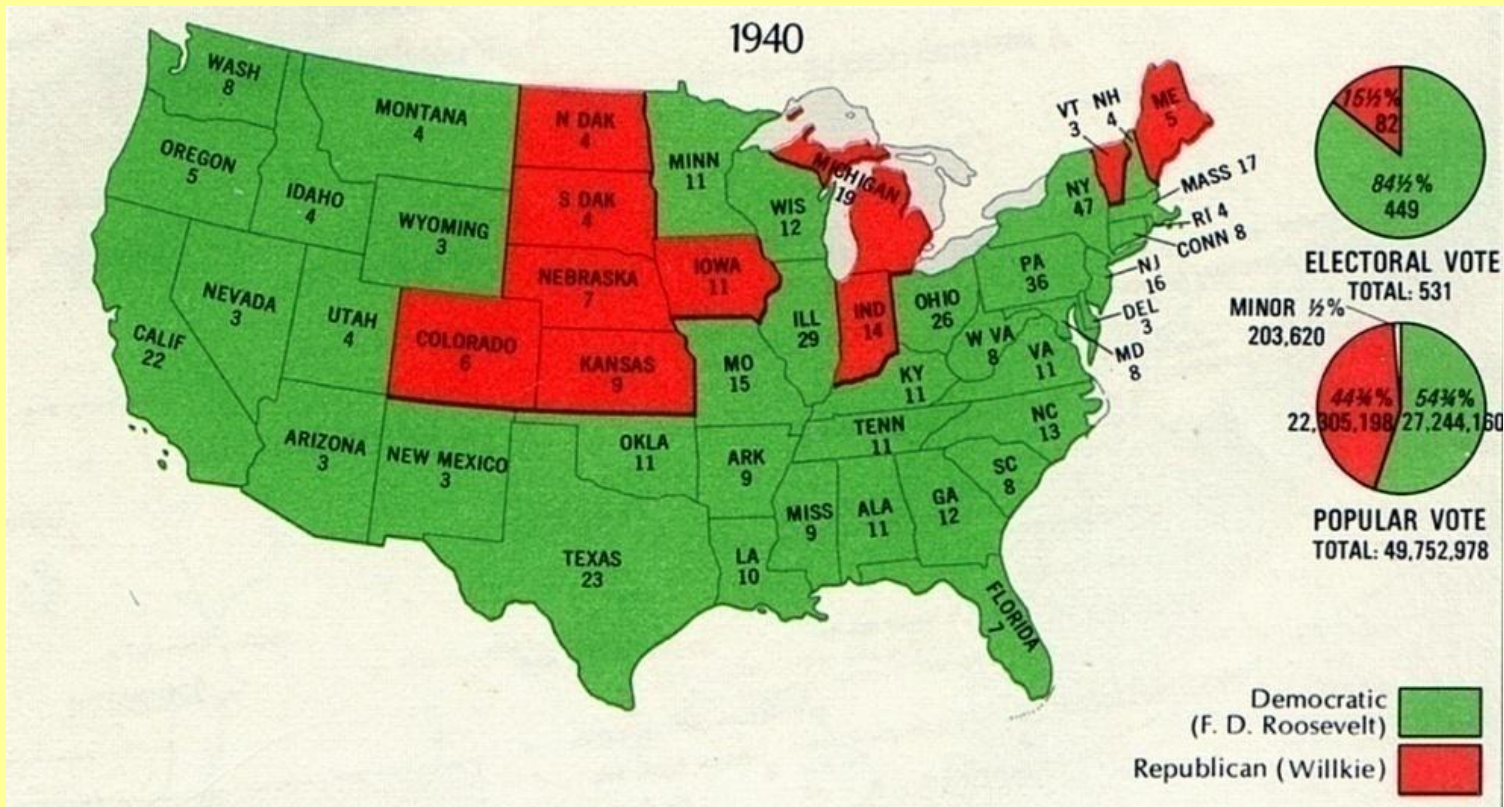 1940
WASH
8
MONTANA
4
N DAK
4
MINN
11
OREGON
5
IDAHO
4
WYOMING
3
S DAK
4
WIS
12
MICHIGAN
19
VT
3
NH
4
ME
5
NY
47
MASS 17
RI 4
CONN 8
NEVADA
3
UTAH
4
CALIF
22
COLORADO
6
NEBRASKA
7
IOWA
11
KANSAS
9
ILL
29
IND
14
OHIO
26
PA
36
NJ
16
DEL
3
MD
8
MO
15
KY
11
W VA
8
VA
11
ARIZONA
3
NEW MEXICO
3
OKLA
11
ARK
9
TENN
11
NC
13
SC
8
TEXAS
23
LA
10
MISS
9
ALA
11
GA
12
FLORIDA
7
15½%
82
84½%
449
ELECTORAL VOTE
TOTAL: 531
MINOR ½%
203,620
44¾%
22,305,198
54¾%
27,244,160
POPULAR VOTE
TOTAL: 49,752,978
Democratic
(F. D. Roosevelt)
Republican (Willkie)